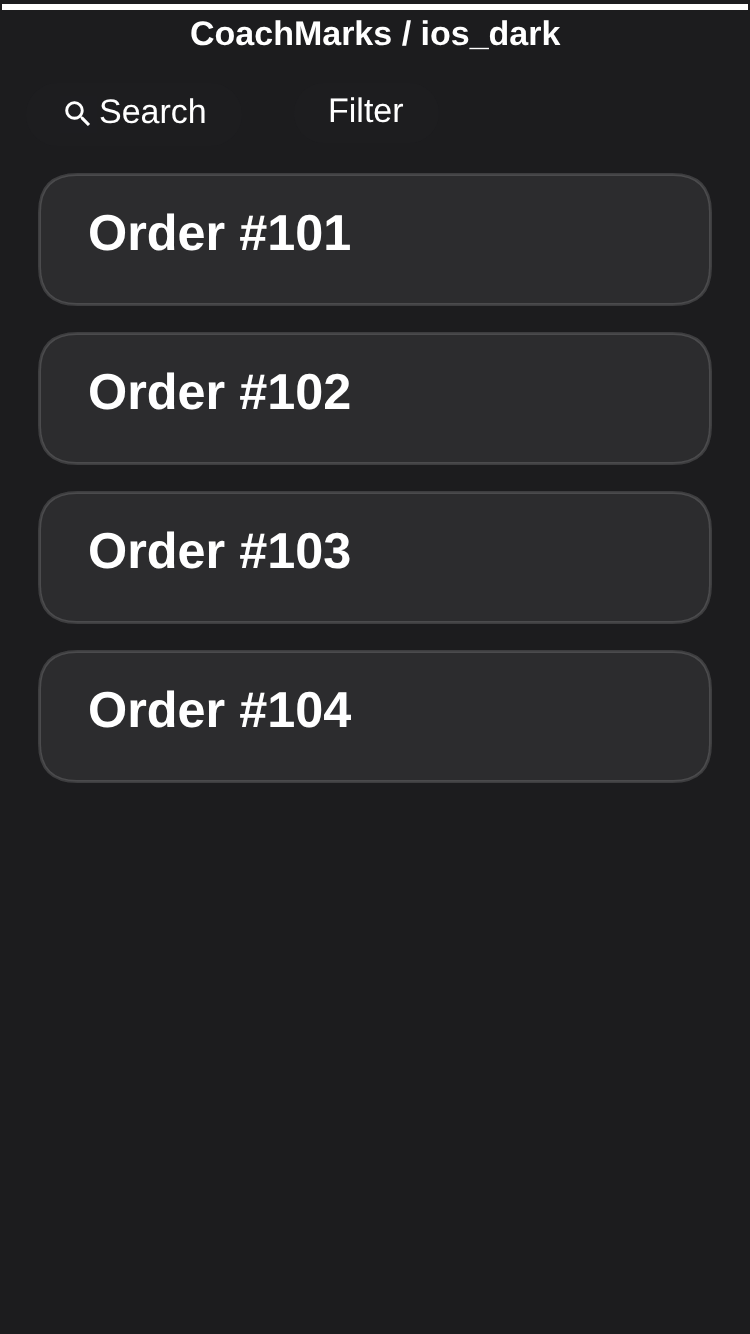 CoachMarks / ios_dark
Search Filter
Order #101
Order #102
Order #103
Order #104